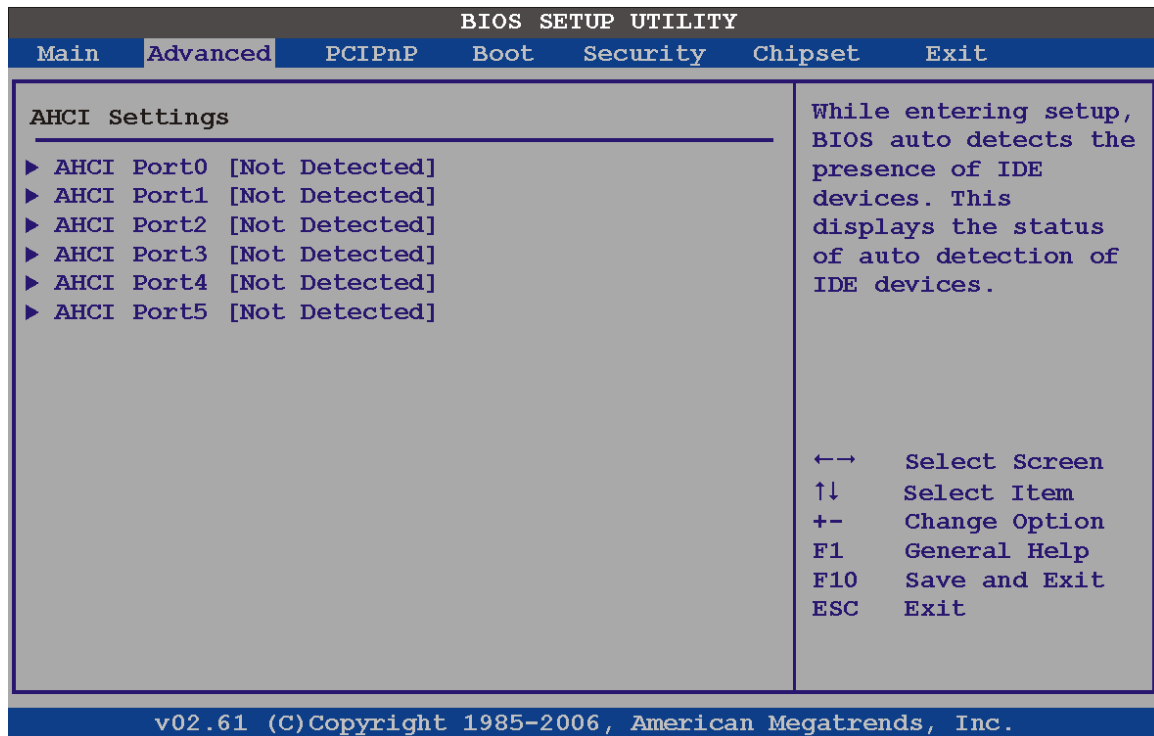 BIOS SETUP UTILITY
Main Advanced PCIPnP Boot Security Chipset Exit
AHCI Settings
▶ AHCI Port0 [Not Detected]
▶ AHCI Port1 [Not Detected]
▶ AHCI Port2 [Not Detected]
▶ AHCI Port3 [Not Detected]
▶ AHCI Port4 [Not Detected]
▶ AHCI Port5 [Not Detected]
While entering setup,
BIOS auto detects the
presence of IDE
devices. This
displays the status
of auto detection of
IDE devices.
←→ Select Screen
↑↓ Select Item
+- Change Option
F1 General Help
F10 Save and Exit
ESC Exit
v02.61 (C)Copyright 1985-2006, American Megatrends, Inc.